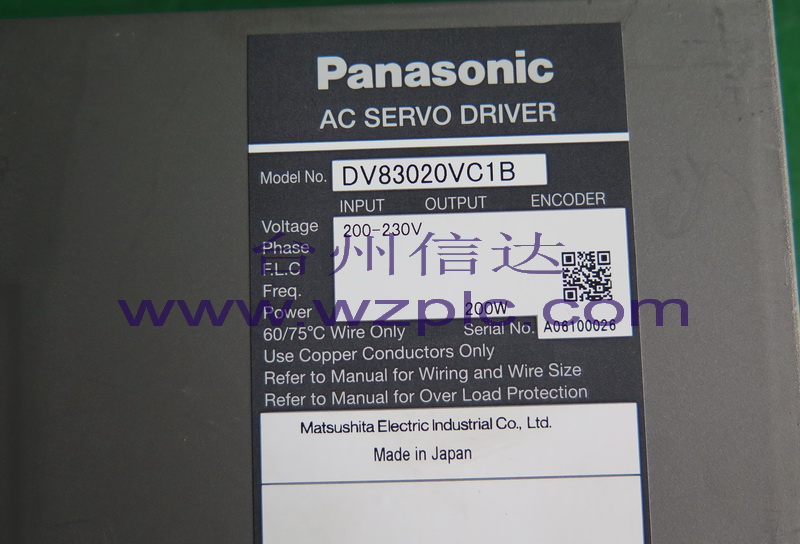 Panasonic
AC SERVO DRIVER
Model No. DV83020VC1B
INPUT OUTPUT ENCODER
Voltage 200-230V
Phase
台州信达
F.L.C
Freq.
www.wzplc.com
Power 200W
60/75°C Wire Only Serial No. A06100026
Use Copper Conductors Only
Refer to Manual for Wiring and Wire Size
Refer to Manual for Over Load Protection
Matsushita Electric Industrial Co., Ltd.
Made in Japan